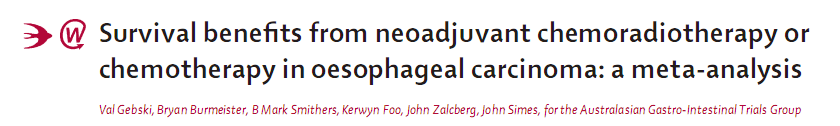 W
Survival benefits from neoadjuvant chemoradiotherapy or
chemotherapy in oesophageal carcinoma: a meta-analysis
Val Gebski, Bryan Burmeister, B Mark Smithers, Kerwyn Foo, John Zalcberg, John Simes, for the Australasian Gastro-Intestinal Trials Group